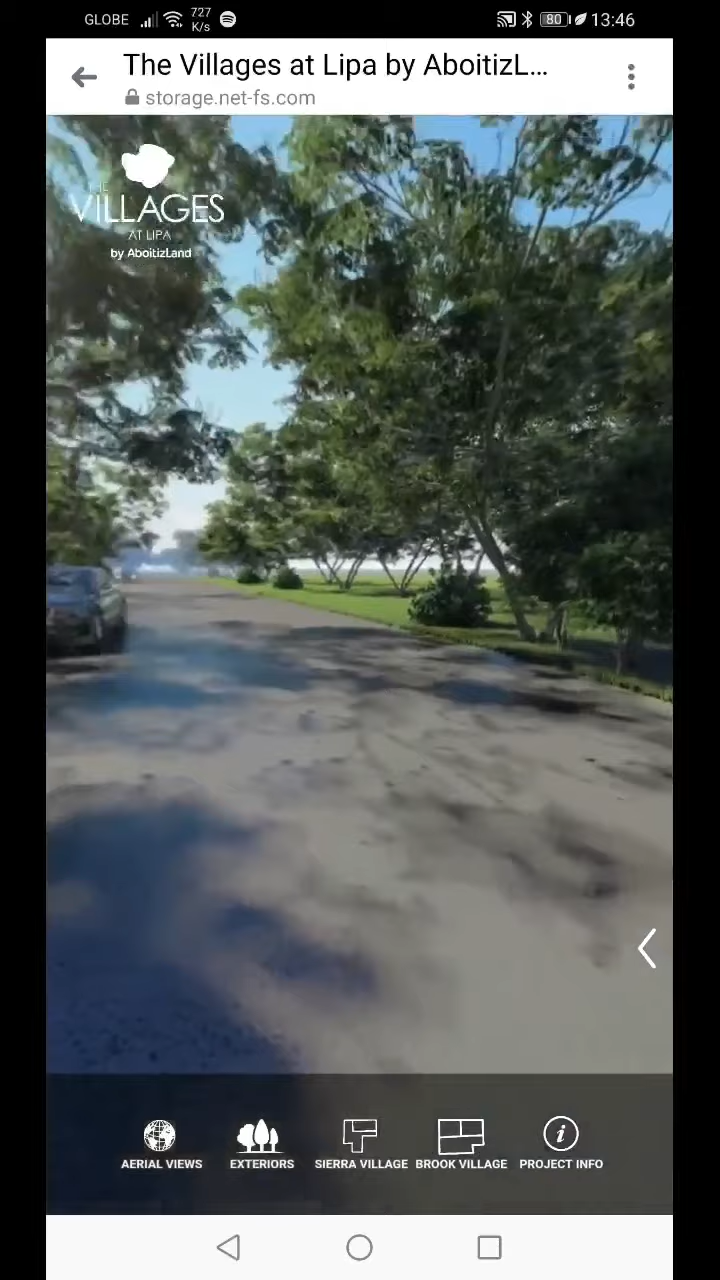 GLOBE 727 K/s 80 13:46
The Villages at Lipa by AboitizL...
storage.net-fs.com
THE
VILLAGES
AT LIPA
by AboitizLand
AERIAL VIEWS EXTERIORS SIERRA VILLAGE BROOK VILLAGE PROJECT INFO